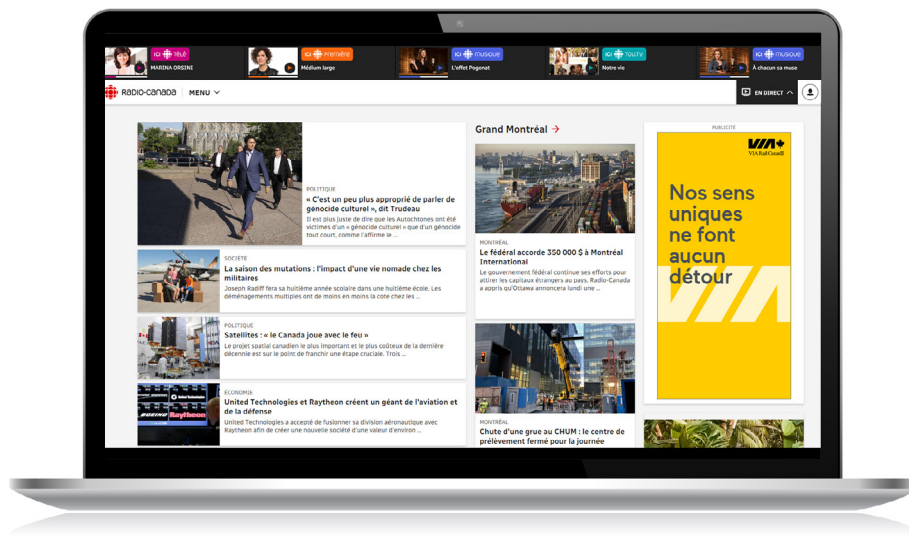 ICI TÉLÉ
MARINA ORSINI
ICI PREMIÈRE
Médium large
ICI MUSIQUE
L'effet Pogonat
ICI TOU.TV
Notre vie
ICI MUSIQUE
À chacun sa muse
RADIO-CANADA
MENU
EN DIRECT
POLITIQUE
« C'est un peu plus approprié de parler de
génocide culturel », dit Trudeau
Il est plus juste de dire que les Autochtones ont été
victimes d'un « génocide culturel » que d'un génocide
tout court, comme l'affirme le ...
SOCIÉTÉ
La saison des mutations : l'impact d'une vie nomade chez les
militaires
Joseph Radiff fera sa huitième année scolaire dans une huitième école. Les
déménagements multiples ont de moins en moins la cote chez les ...
POLITIQUE
Satellites : « le Canada joue avec le feu »
Le projet spatial canadien le plus important et le plus coûteux de la dernière
décennie est sur le point de franchir une étape cruciale. Trois ...
BOEING
Raytheon
ÉCONOMIE
United Technologies et Raytheon créent un géant de l'aviation et
de la défense
United Technologies a accepté de fusionner sa division aéronautique avec
Raytheon afin de créer une nouvelle société d'une valeur d'environ ...
Grand Montréal
MONTRÉAL
Le fédéral accorde 350 000 $ à Montréal
International
Le gouvernement fédéral continue ses efforts pour
attirer les capitaux étrangers au pays, Radio-Canada
a appris qu'Ottawa annoncera lundi une ...
MONTRÉAL
Chute d'une grue au CHUM : le centre de
prélèvement fermé pour la journée
PUBLICITÉ
VIA Rail Canada
Nos sens
uniques
ne font
aucun
détour
VIA